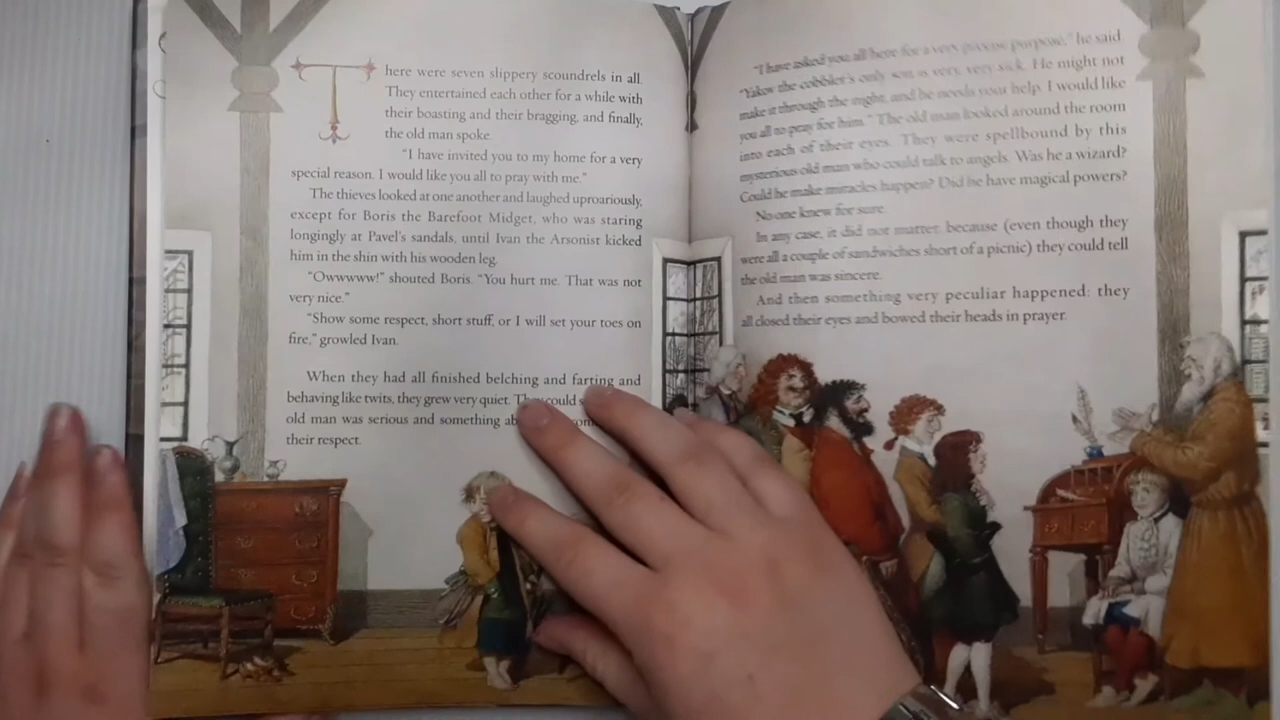 There were seven slippery scoundrels in all.
They entertained each other for a while with
their boasting and their bragging, and finally,
the old man spoke.
"I have invited you to my home for a very
special reason. I would like you all to pray with me."
The thieves looked at one another and laughed uproariously,
except for Boris the Barefoot Midget, who was staring
longingly at Pavel's sandals, until Ivan the Arsonist kicked
him in the shin with his wooden leg.
"Owwwww!" shouted Boris. "You hurt me. That was not
very nice."
"Show some respect, short stuff, or I will set your toes on
fire," growled Ivan.
When they had all finished belching and farting and
behaving like twits, they grew very quiet. They could
old man was serious and something
their respect.
"I have asked you all here for a very precise purpose," he said.
"Yakov the cobbler's only son is very, very sick. He might not
make it through the night, and he needs your help. I would like
you all to pray for him." The old man looked around the room
into each of their eyes. They were spellbound by this
mysterious old man who could talk to angels. Was he a wizard?
Could he make miracles happen? Did he have magical powers?
No one knew for sure.
In any case, it did not matter, because (even though they
were all a couple of sandwiches short of a picnic) they could tell
the old man was sincere.
And then something very peculiar happened: they
all closed their eyes and bowed their heads in prayer.